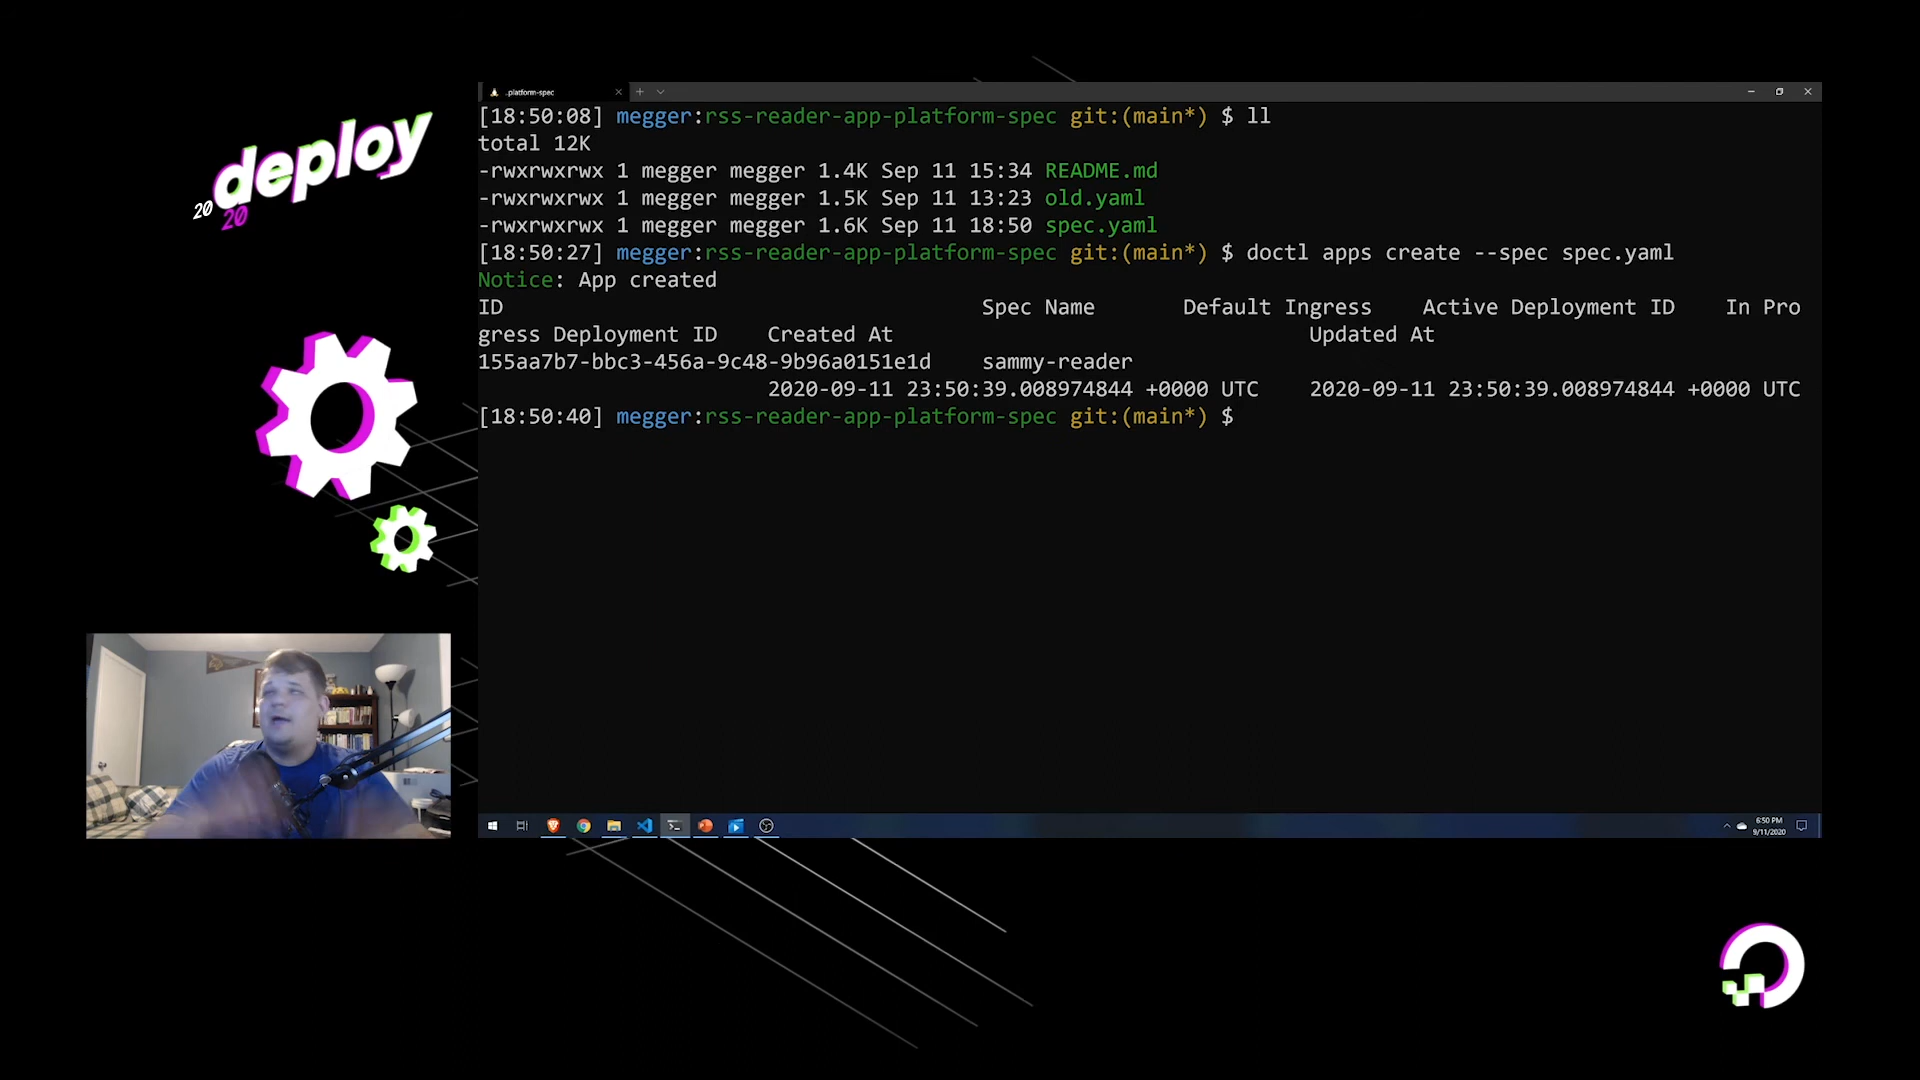 deploy
20
20
.platform-spec
[18:50:08] megger:rss-reader-app-platform-spec git:(main*) $ ll
total 12K
-rwxrwxrwx 1 megger megger 1.4K Sep 11 15:34 README.md
-rwxrwxrwx 1 megger megger 1.5K Sep 11 13:23 old.yaml
-rwxrwxrwx 1 megger megger 1.6K Sep 11 18:50 spec.yaml
[18:50:27] megger:rss-reader-app-platform-spec git:(main*) $ doctl apps create --spec spec.yaml
Notice: App created
ID Spec Name Default Ingress Active Deployment ID In Pro
gress Deployment ID Created At Updated At
155aa7b7-bbc3-456a-9c48-9b96a0151e1d sammy-reader
2020-09-11 23:50:39.008974844 +0000 UTC 2020-09-11 23:50:39.008974844 +0000 UTC
[18:50:40] megger:rss-reader-app-platform-spec git:(main*) $
6:50 PM
9/11/2020